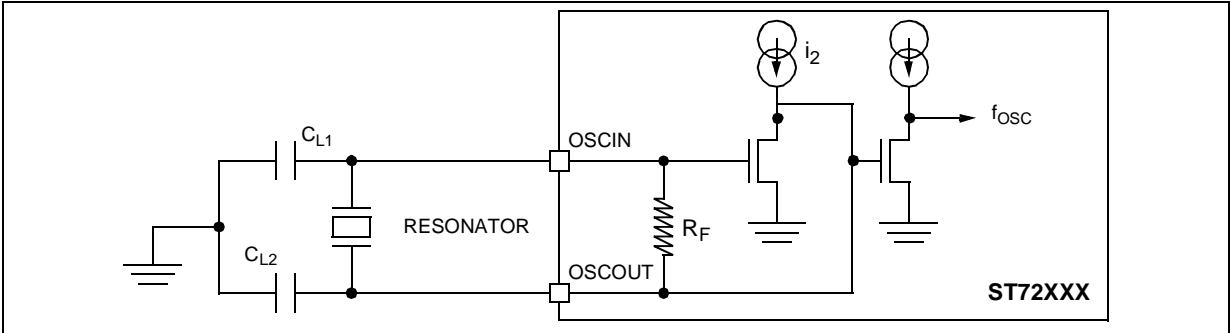 i2
fOSC
CL1
OSCIN
RESONATOR
RF
CL2
OSCOUT
ST72XXX